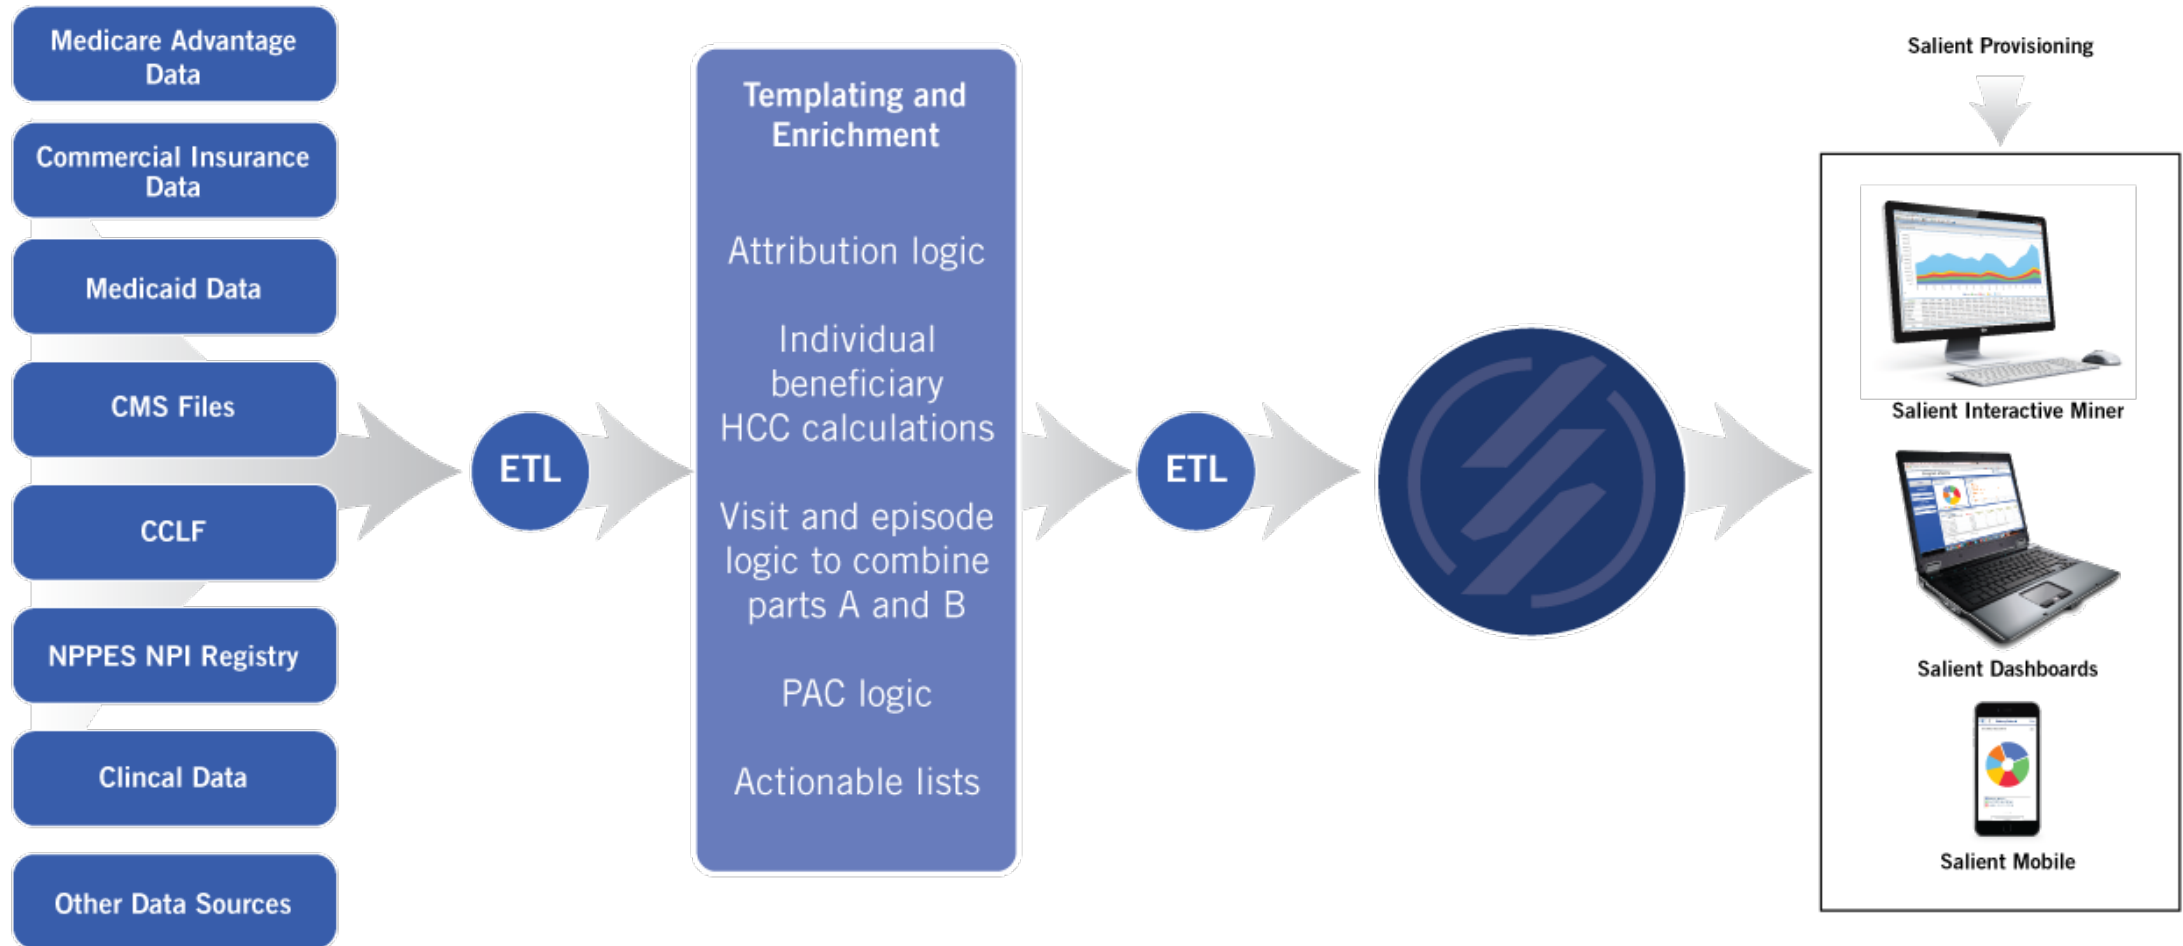 Medicare Advantage
Data
Commercial Insurance
Data
Medicaid Data
CMS Files
CCLF
NPPES NPI Registry
Clincal Data
Other Data Sources
ETL
Templating and
Enrichment
Attribution logic
Individual
beneficiary
HCC calculations
Visit and episode
logic to combine
parts A and B
PAC logic
Actionable lists
ETL
Salient Provisioning
Salient Interactive Miner
Salient Dashboards
Salient Mobile